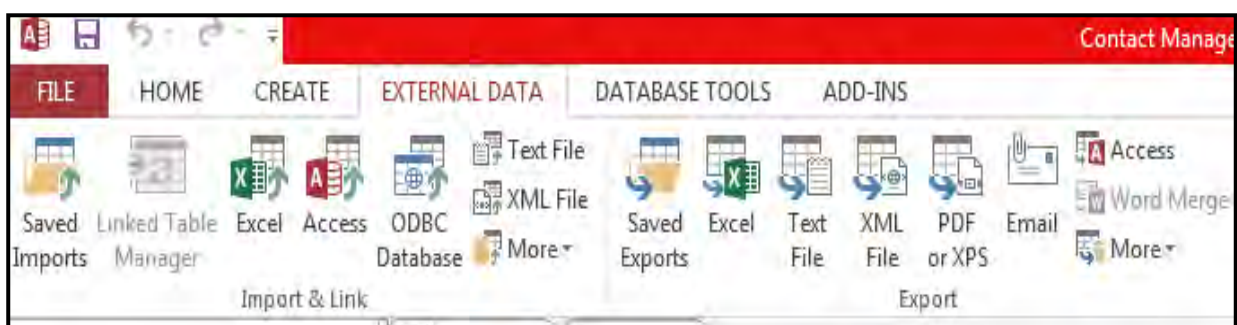 Contact Manage
FILE HOME CREATE EXTERNAL DATA DATABASE TOOLS ADD-INS
Saved Imports
Linked Table Manager
Excel
Access
ODBC Database
Text File
XML File
More
Import & Link
Saved Exports
Excel
Text File
XML File
PDF or XPS
Email
Access
Word Merge
More
Export